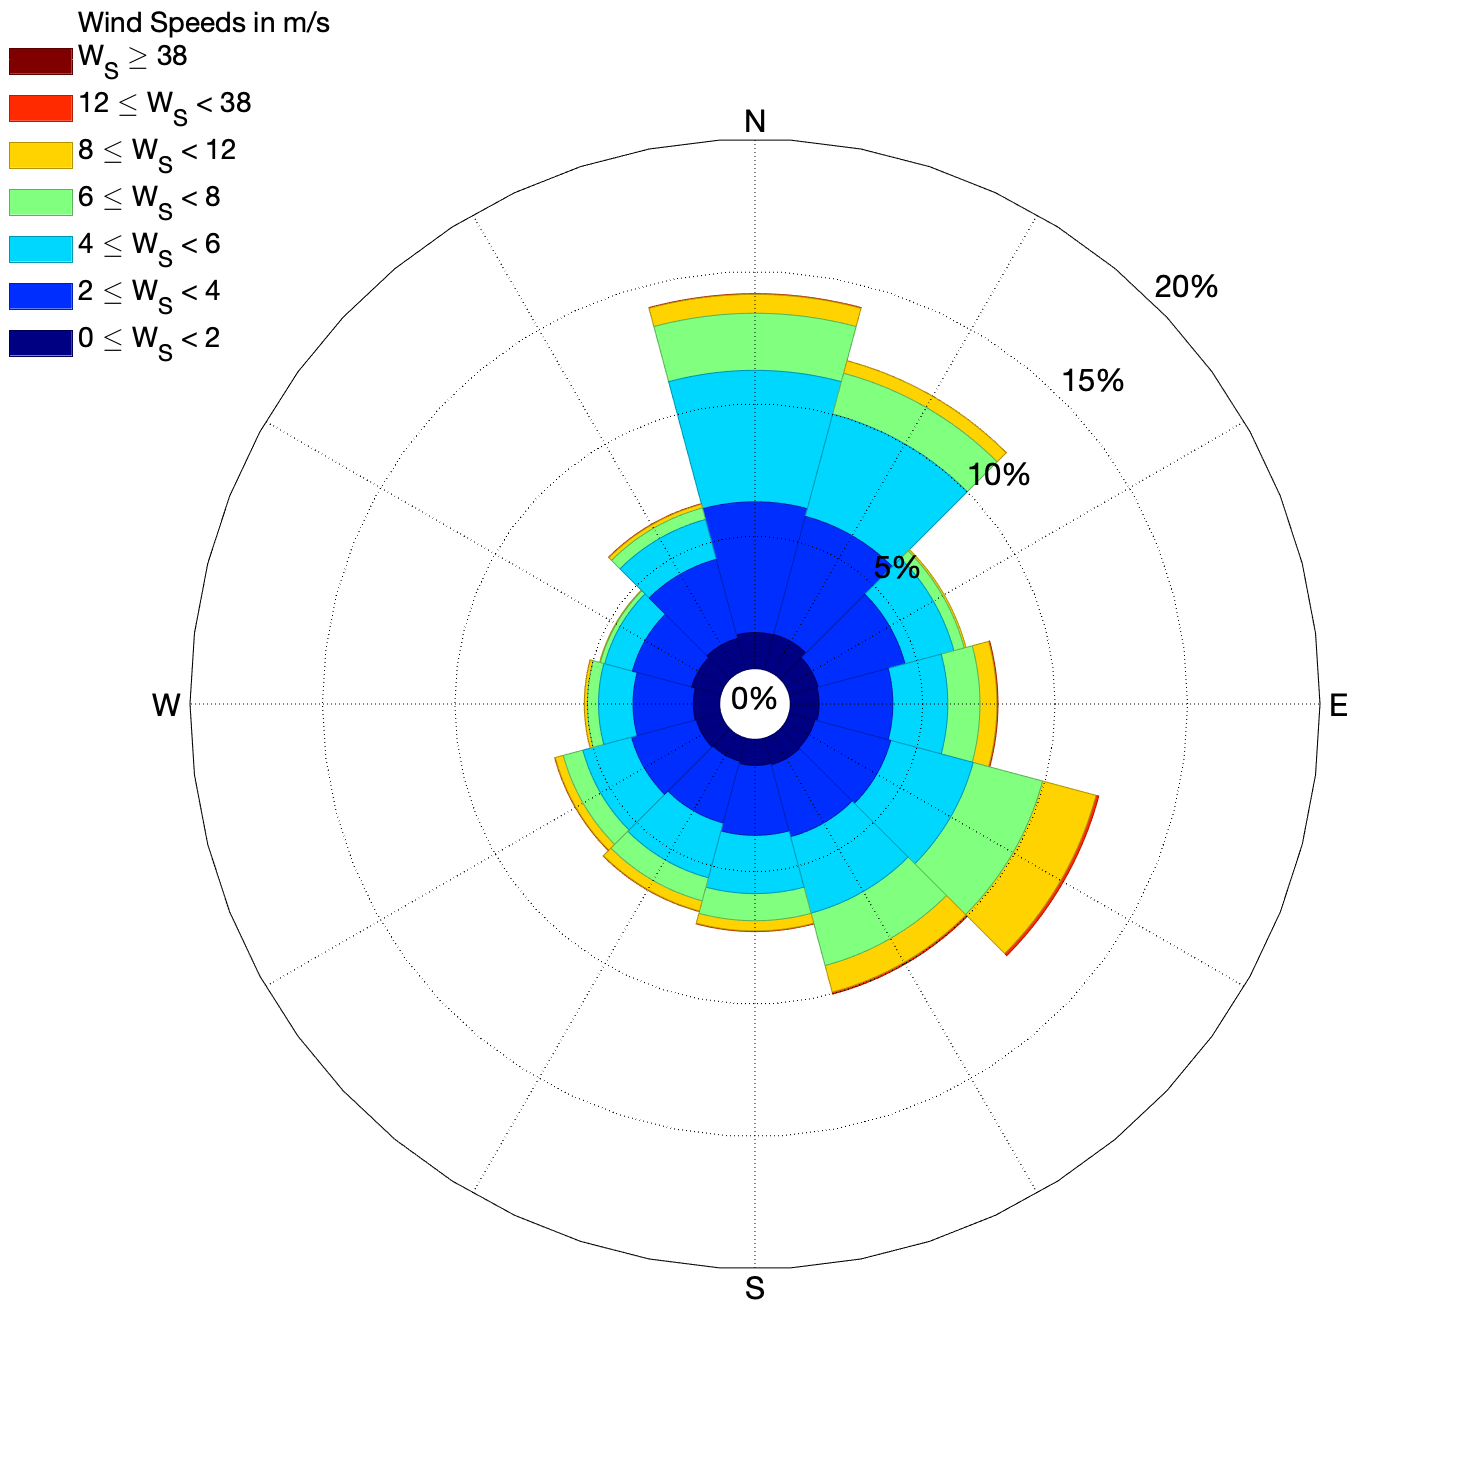 Wind Speeds in m/s
W_S ≥ 38
12 ≤ W_S < 38
8 ≤ W_S < 12
6 ≤ W_S < 8
4 ≤ W_S < 6
2 ≤ W_S < 4
0 ≤ W_S < 2
N
20%
15%
10%
5%
0%
W
E
S